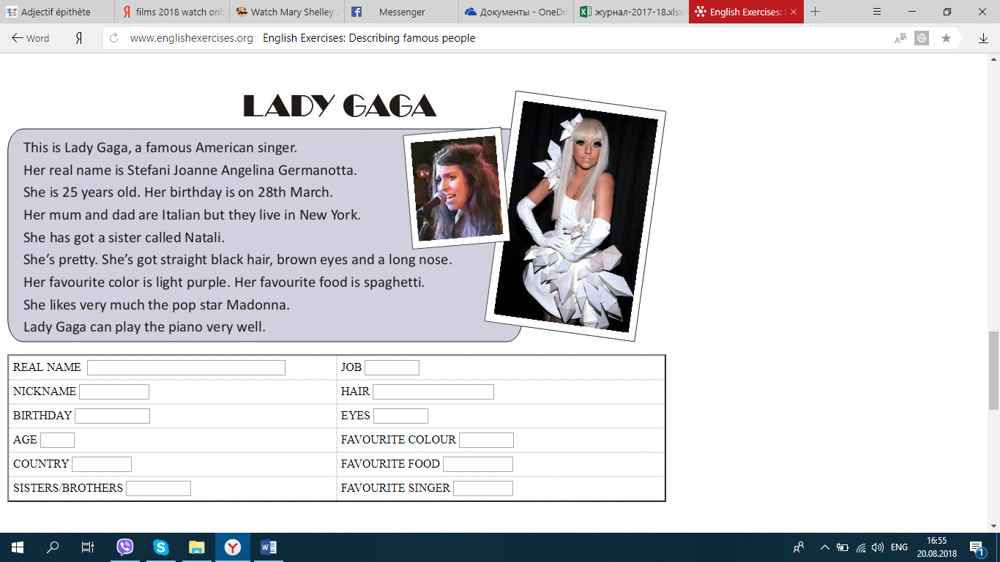 Adjectif épithète
films 2018 watch onli
Watch Mary Shelley 2
Messenger
Документы - OneDri
журнал-2017-18.xlsx
English Exercises:
Word
Я
www.englishexercises.org English Exercises: Describing famous people
LADY GAGA
This is Lady Gaga, a famous American singer.
Her real name is Stefani Joanne Angelina Germanotta.
She is 25 years old. Her birthday is on 28th March.
Her mum and dad are Italian but they live in New York.
She has got a sister called Natali.
She's pretty. She's got straight black hair, brown eyes and a long nose.
Her favourite color is light purple. Her favourite food is spaghetti.
She likes very much the pop star Madonna.
Lady Gaga can play the piano very well.
REAL NAME
JOB
NICKNAME
HAIR
BIRTHDAY
EYES
AGE
FAVOURITE COLOUR
COUNTRY
FAVOURITE FOOD
SISTERS/BROTHERS
FAVOURITE SINGER
ENG
16:55
20.08.2018
1